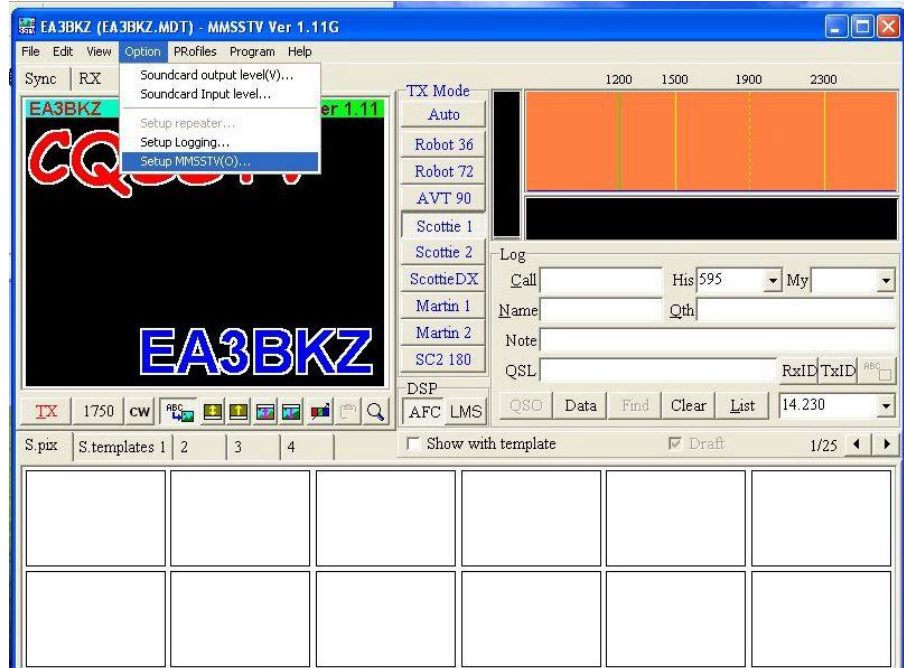 EA3BKZ (EA3BKZ.MDT) - MMSSTV Ver 1.11G
File Edit View Option PRofiles Program Help
Sync RX
Soundcard output level(V)...
Soundcard Input level...
Setup repeater...
Setup Logging...
Setup MMSSTV(O)...
EA3BKZ er 1.11
EA3BKZ
TX 1750 CW ABC
TX Mode
Auto
Robot 36
Robot 72
AVT 90
Scottie 1
Scottie 2
ScottieDX
Martin 1
Martin 2
SC2 180
DSP
AFC LMS
1200 1500 1900 2300
Log
Call His 595 My
Name Qth
Note
QSL RxID TxID ABC
QSO Data Find Clear List 14.230
S.pix S.templates 1 2 3 4
Show with template Draft 1/25